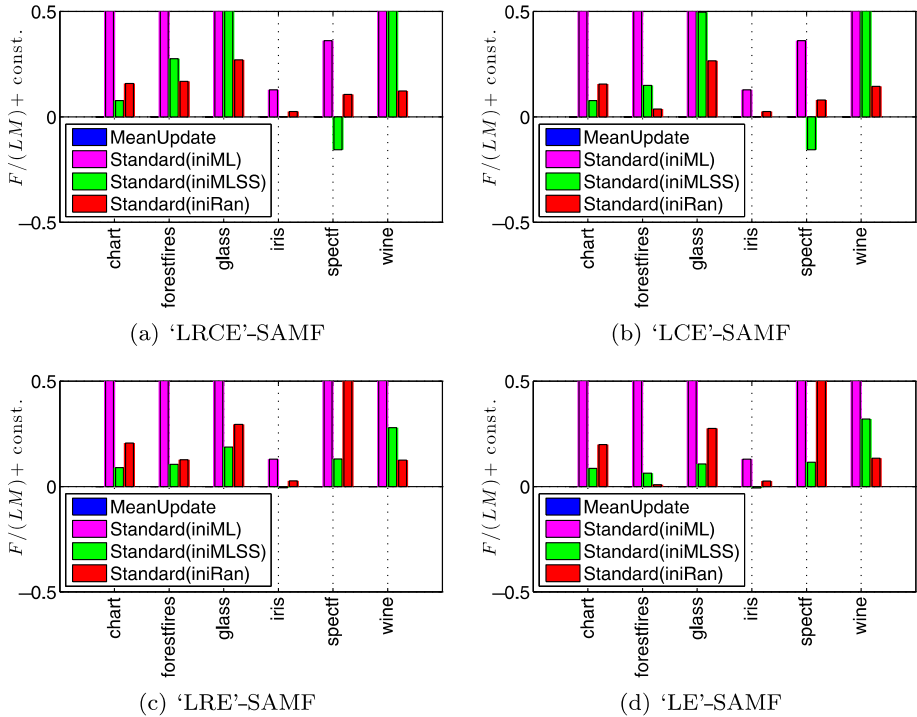 0.5
0
−0.5
F/(LM)+ const.
MeanUpdate
Standard(iniML)
Standard(iniMLSS)
Standard(iniRan)
chart
forestfires
glass
iris
spectf
wine
(a) ‘LRCE’–SAMF
0.5
0
−0.5
F/(LM)+ const.
MeanUpdate
Standard(iniML)
Standard(iniMLSS)
Standard(iniRan)
chart
forestfires
glass
iris
spectf
wine
(b) ‘LCE’–SAMF
0.5
0
−0.5
F/(LM)+ const.
MeanUpdate
Standard(iniML)
Standard(iniMLSS)
Standard(iniRan)
chart
forestfires
glass
iris
spectf
wine
(c) ‘LRE’–SAMF
0.5
0
−0.5
F/(LM)+ const.
MeanUpdate
Standard(iniML)
Standard(iniMLSS)
Standard(iniRan)
chart
forestfires
glass
iris
spectf
wine
(d) ‘LE’–SAMF